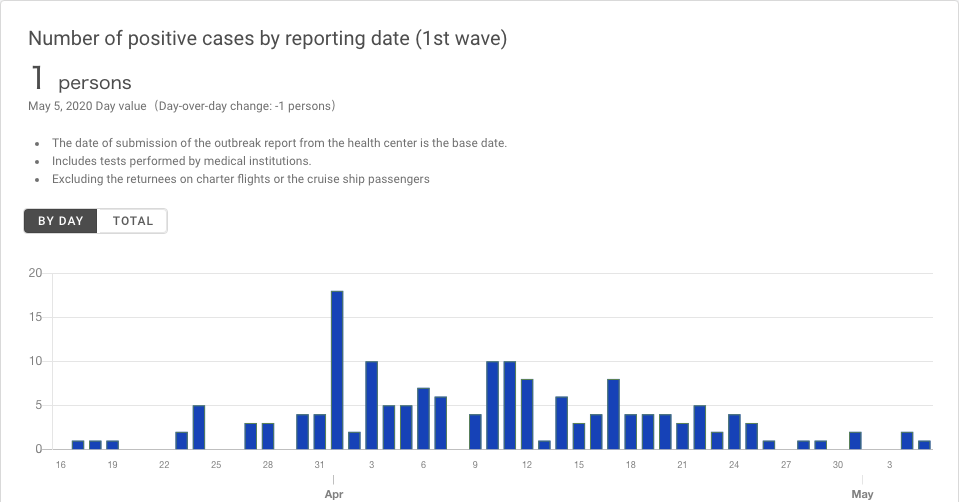 Number of positive cases by reporting date (1st wave)
1 persons
May 5, 2020 Day value （Day-over-day change: -1 persons）
• The date of submission of the outbreak report from the health center is the base date.
• Includes tests performed by medical institutions.
• Excluding the returnees on charter flights or the cruise ship passengers
BY DAY TOTAL
20
15
10
5
0
16 19 22 25 28 31 3 6 9 12 15 18 21 24 27 30 3
Apr May